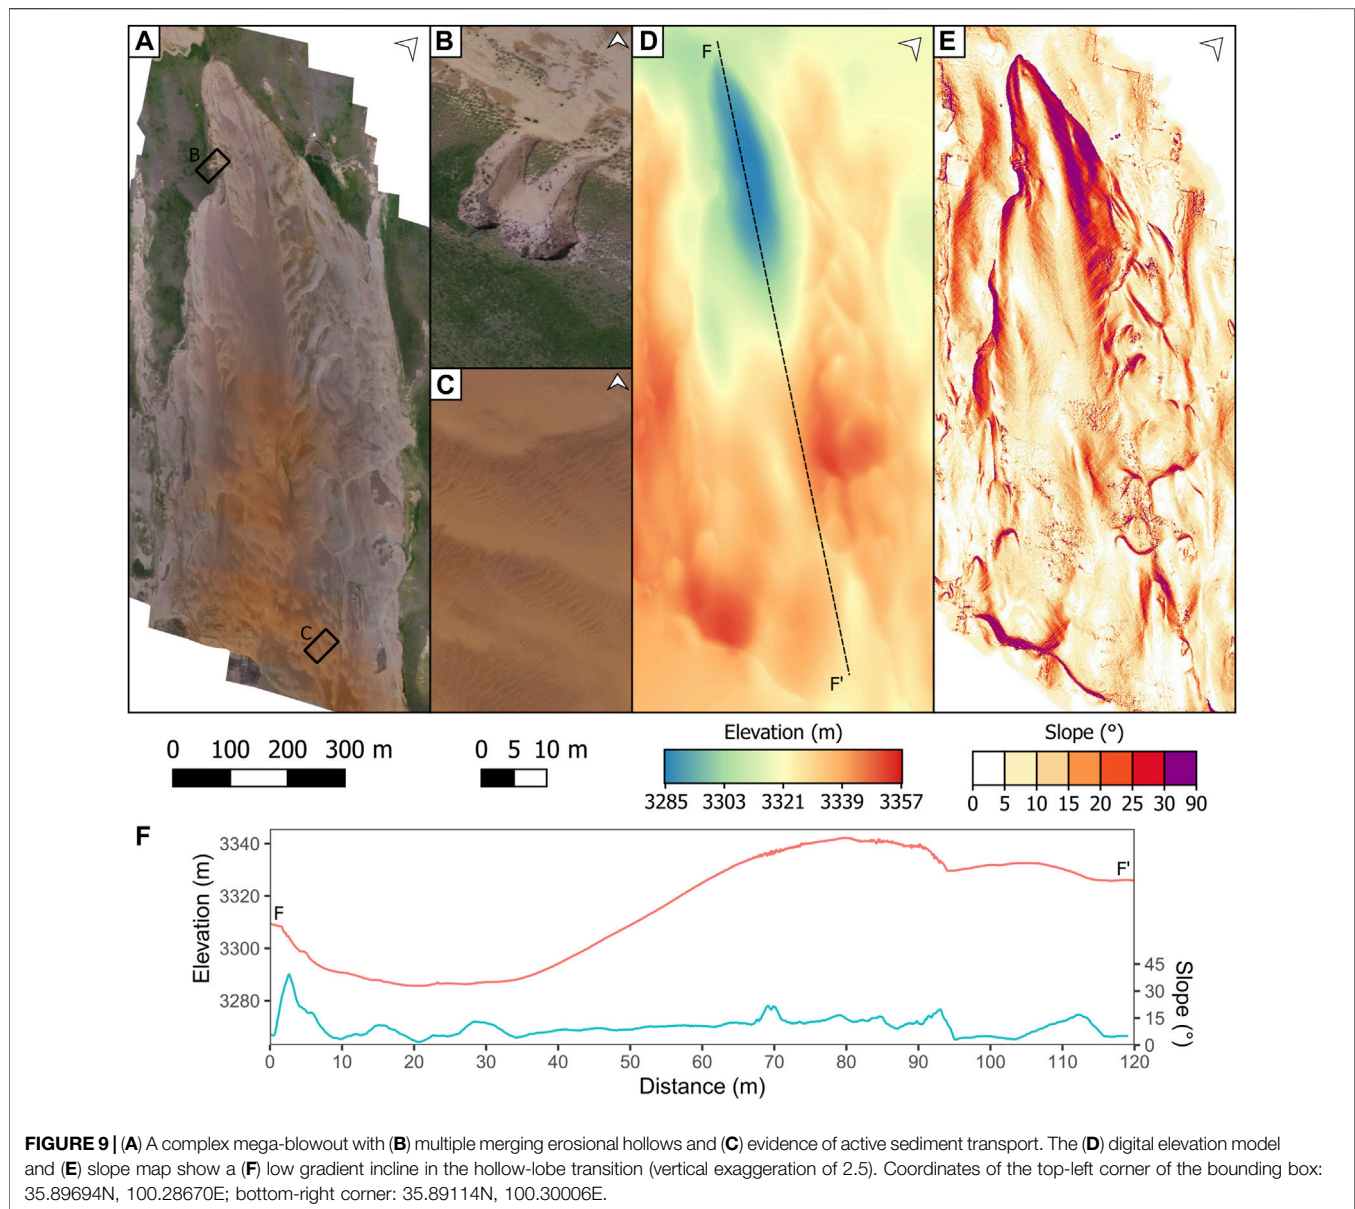 A
B
C
D
E
B
C
F
F'
0 100 200 300 m
0 5 10 m
Elevation (m)
3285 3303 3321 3339 3357
Slope (°)
0 5 10 15 20 25 30 90
F
Elevation (m)
3340
3320
3300
3280
F
F'
45
30
15
0
Slope (°)
0 10 20 30 40 50 60 70 80 90 100 110 120
Distance (m)
FIGURE 9 | (A) A complex mega-blowout with (B) multiple merging erosional hollows and (C) evidence of active sediment transport. The (D) digital elevation model
and (E) slope map show a (F) low gradient incline in the hollow-lobe transition (vertical exaggeration of 2.5). Coordinates of the top-left corner of the bounding box:
35.89694N, 100.28670E; bottom-right corner: 35.89114N, 100.30006E.